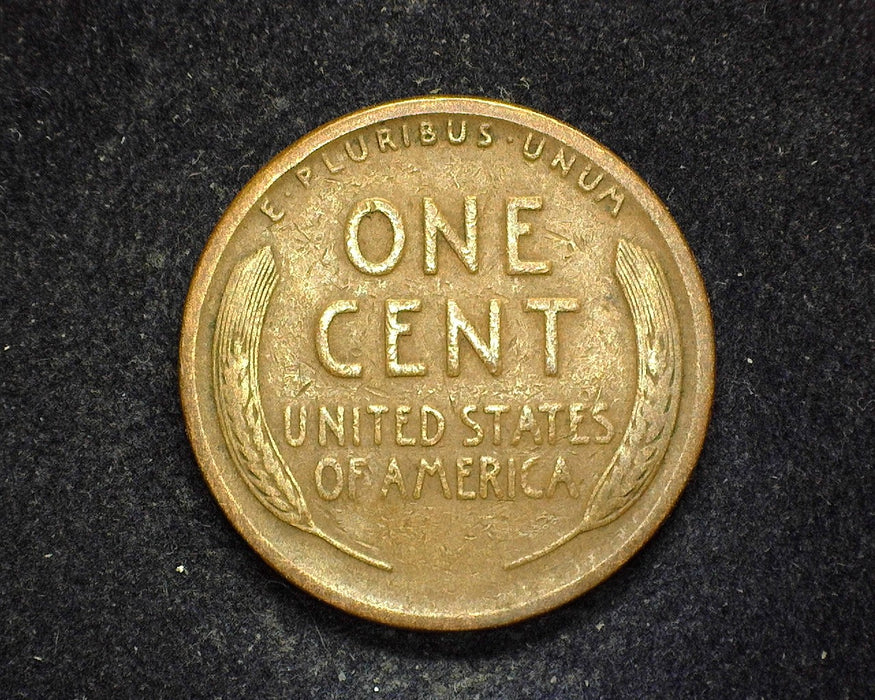 E · PLURIBUS · UNUM
ONE
CENT
UNITED STATES
OF AMERICA